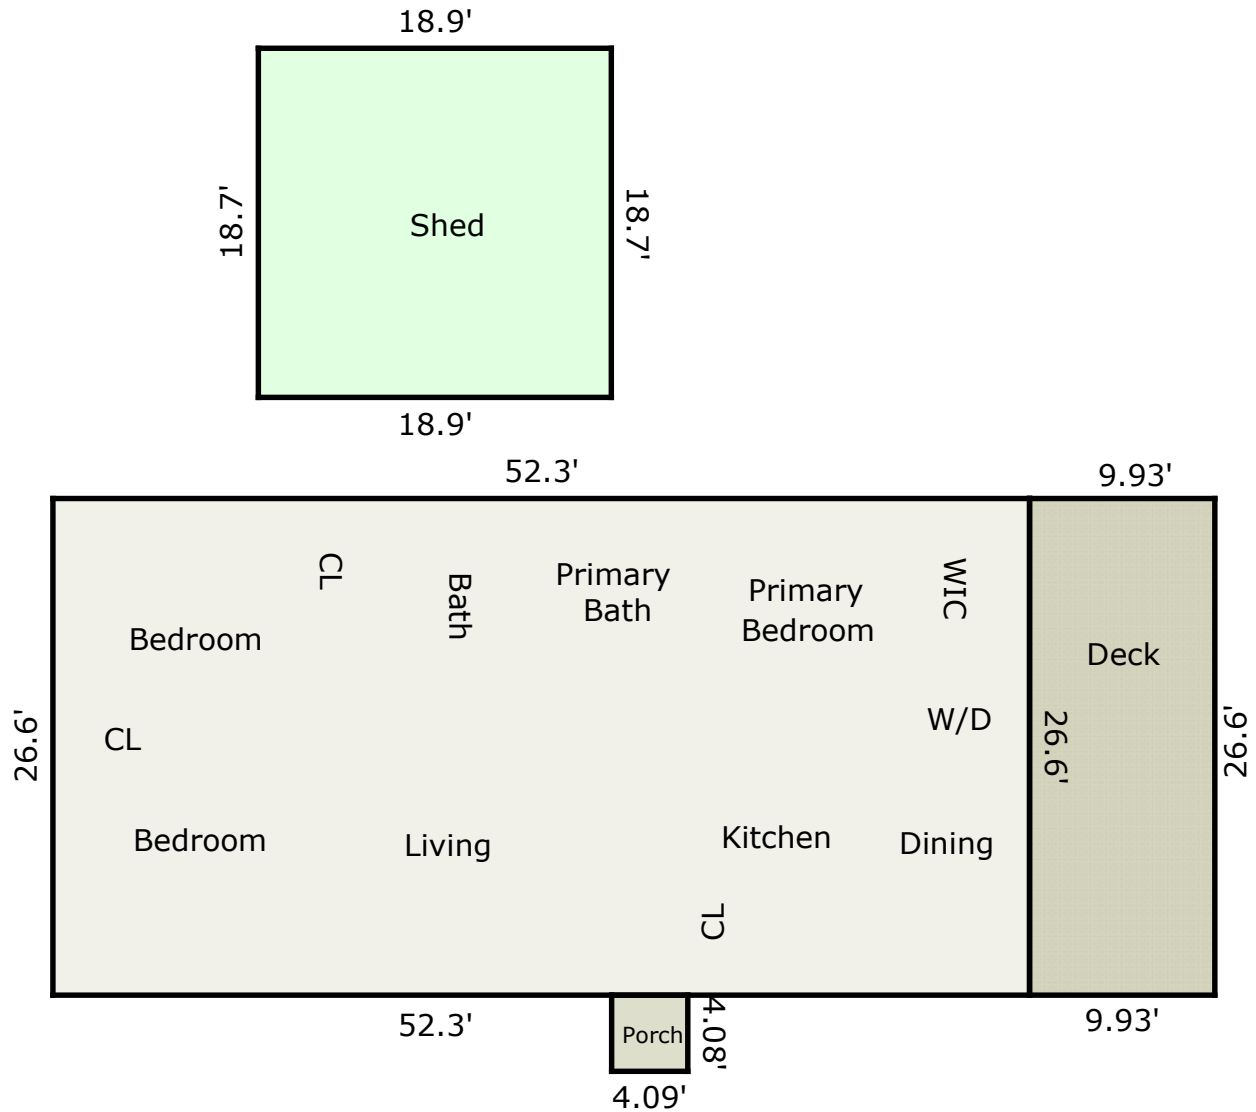 18.9'
18.7'
Shed
18.7'
18.9'
52.3'
9.93'
CL
Bath
Primary
Bath
Primary
Bedroom
WIC
Bedroom
Deck
26.6'
CL
W/D
26.6'
26.6'
Bedroom
Living
Kitchen
Dining
CL
52.3'
Porch
4.08'
9.93'
4.09'